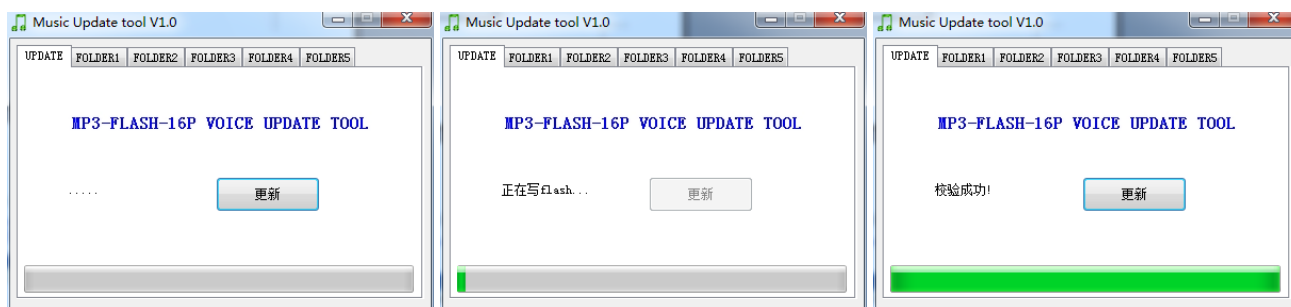 Music Update tool V1.0
UPDATE FOLDER1 FOLDER2 FOLDER3 FOLDER4 FOLDER5
MP3-FLASH-16P VOICE UPDATE TOOL
..... 更新
Music Update tool V1.0
UPDATE FOLDER1 FOLDER2 FOLDER3 FOLDER4 FOLDER5
MP3-FLASH-16P VOICE UPDATE TOOL
正在写flash... 更新
Music Update tool V1.0
UPDATE FOLDER1 FOLDER2 FOLDER3 FOLDER4 FOLDER5
MP3-FLASH-16P VOICE UPDATE TOOL
校验成功! 更新